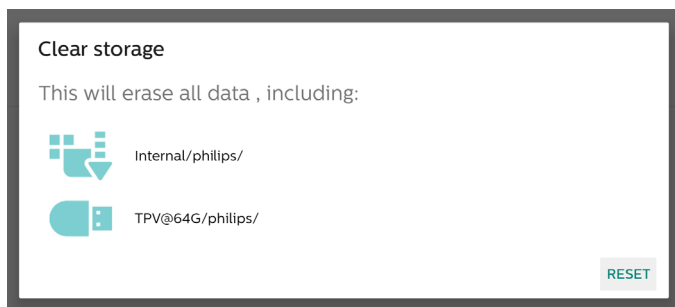 Clear storage
This will erase all data , including:
Internal/philips/
TPV@64G/philips/
RESET